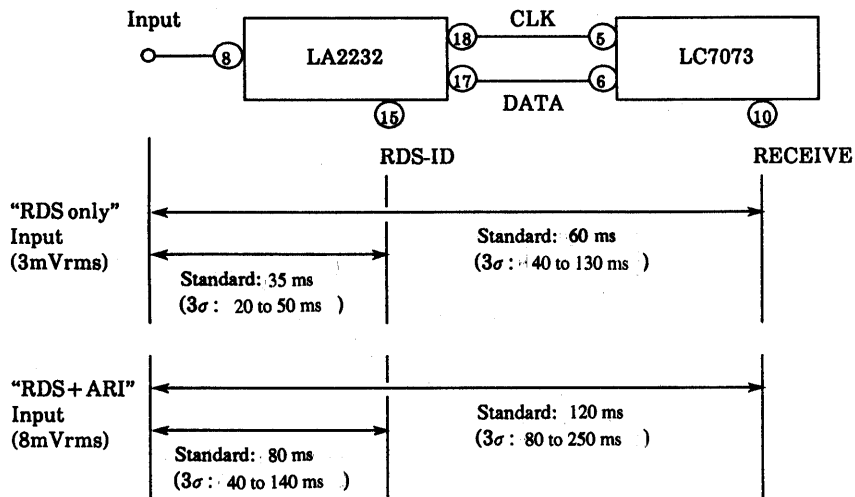 Input
CLK
8
LA2232
18
5
LC7073
17
6
DATA
15
10
RDS-ID
RECEIVE
"RDS only"
Input
(3mVrms)
Standard: 60 ms
(3σ: 40 to 130 ms )
Standard: 35 ms
(3σ: 20 to 50 ms )
"RDS+ARI"
Input
(8mVrms)
Standard: 120 ms
(3σ: 80 to 250 ms )
Standard: 80 ms
(3σ: 40 to 140 ms )